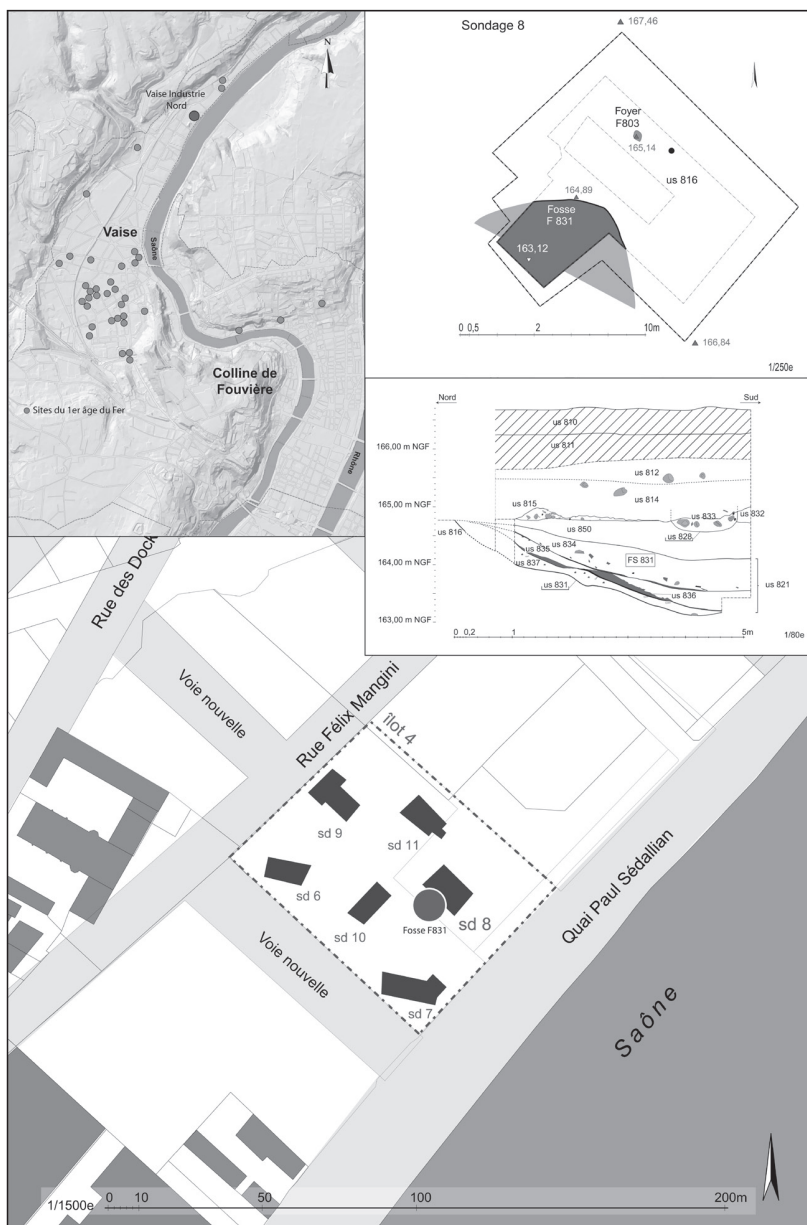 N
Vaise Industrie
Nord
Vaise
Saône
Colline de
Fouvière
Sites du 1er âge du Fer
Rhône
Sondage 8
167,46
Foyer
F803
165,14
us 816
164,89
Fosse
F 831
163,12
166,84
0 0,5 2 10m
1/250e
Nord
Sud
us 810
166,00 m NGF
us 811
us 812
us 814
165,00 m NGF
us 815
us 833
us 832
us 828
us 816
us 850
us 834
us 835
164,00 m NGF
us 837
FS 831
us 831
us 821
us 836
163,00 m NGF
0 0,2 1 5m
1/80e
Rue des Dock
Voie nouvelle
Rue Félix Mangini
îlot 4
sd 9
sd 11
sd 6
sd 10
sd 8
Fosse F831
sd 7
Voie nouvelle
Quai Paul Sédallian
Saône
1/1500e
0 10 50 100 200m